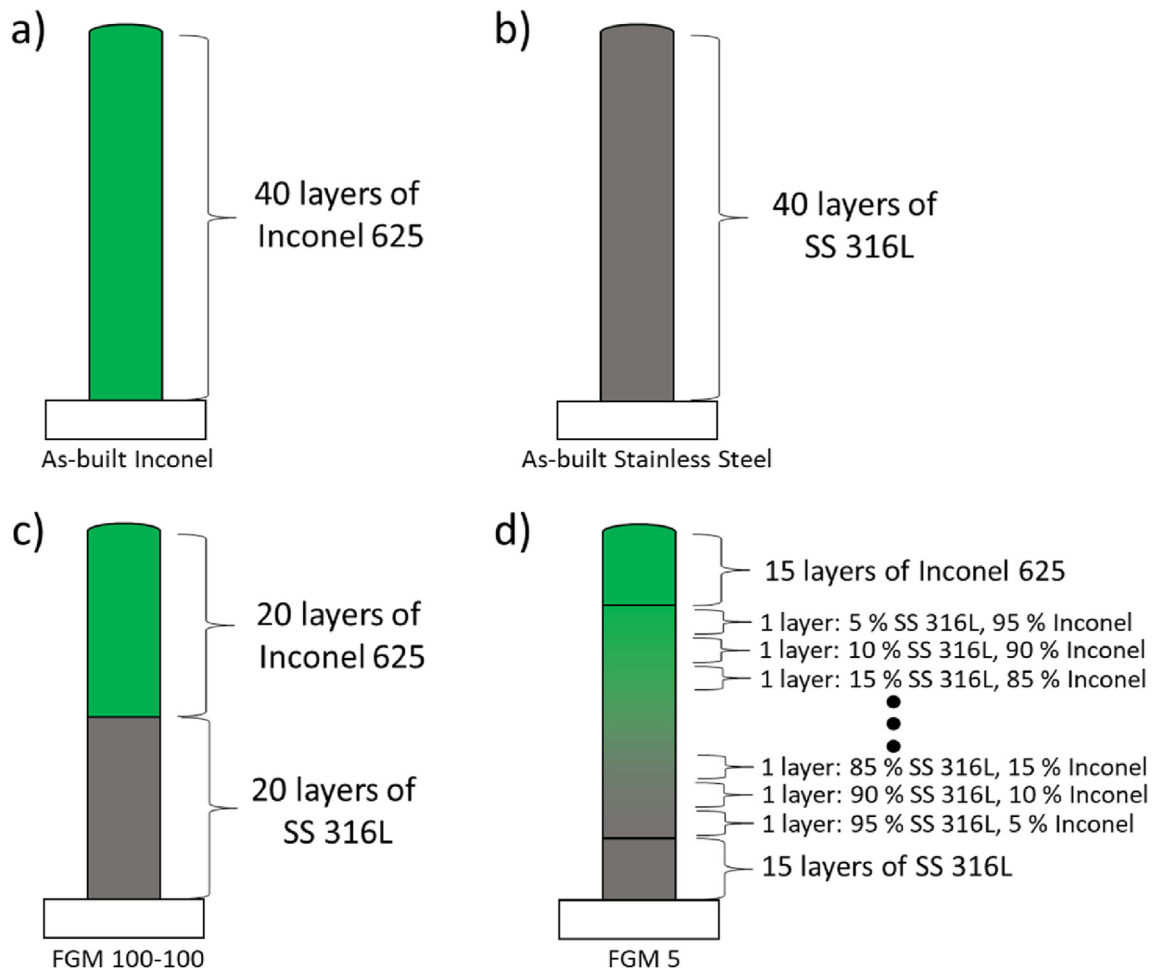 a)
40 layers of
Inconel 625
As-built Inconel
b)
40 layers of
SS 316L
As-built Stainless Steel
c)
20 layers of
Inconel 625
20 layers of
SS 316L
FGM 100-100
d)
15 layers of Inconel 625
1 layer: 5 % SS 316L, 95 % Inconel
1 layer: 10 % SS 316L, 90 % Inconel
1 layer: 15 % SS 316L, 85 % Inconel
1 layer: 85 % SS 316L, 15 % Inconel
1 layer: 90 % SS 316L, 10 % Inconel
1 layer: 95 % SS 316L, 5 % Inconel
15 layers of SS 316L
FGM 5